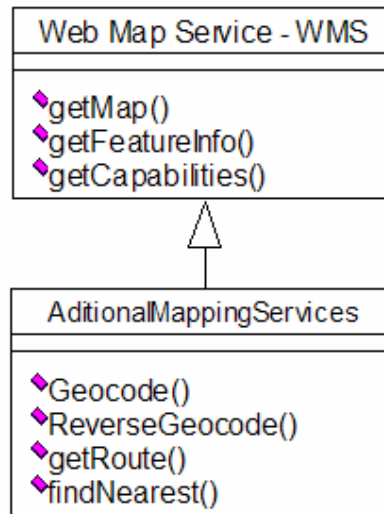 Web Map Service - WMS
getMap()
getFeatureInfo()
getCapabilities()
AditionalMappingServices
Geocode()
ReverseGeocode()
getRoute()
findNearest()